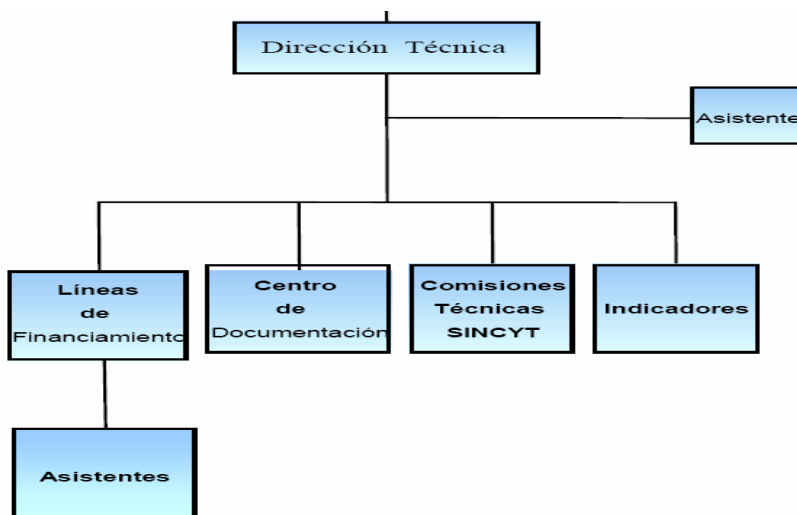 Dirección Técnica
Asistente
Líneas
de
Financiamiento
Centro
de
Documentación
Comisiones
Técnicas
SINCYT
Indicadores
Asistentes